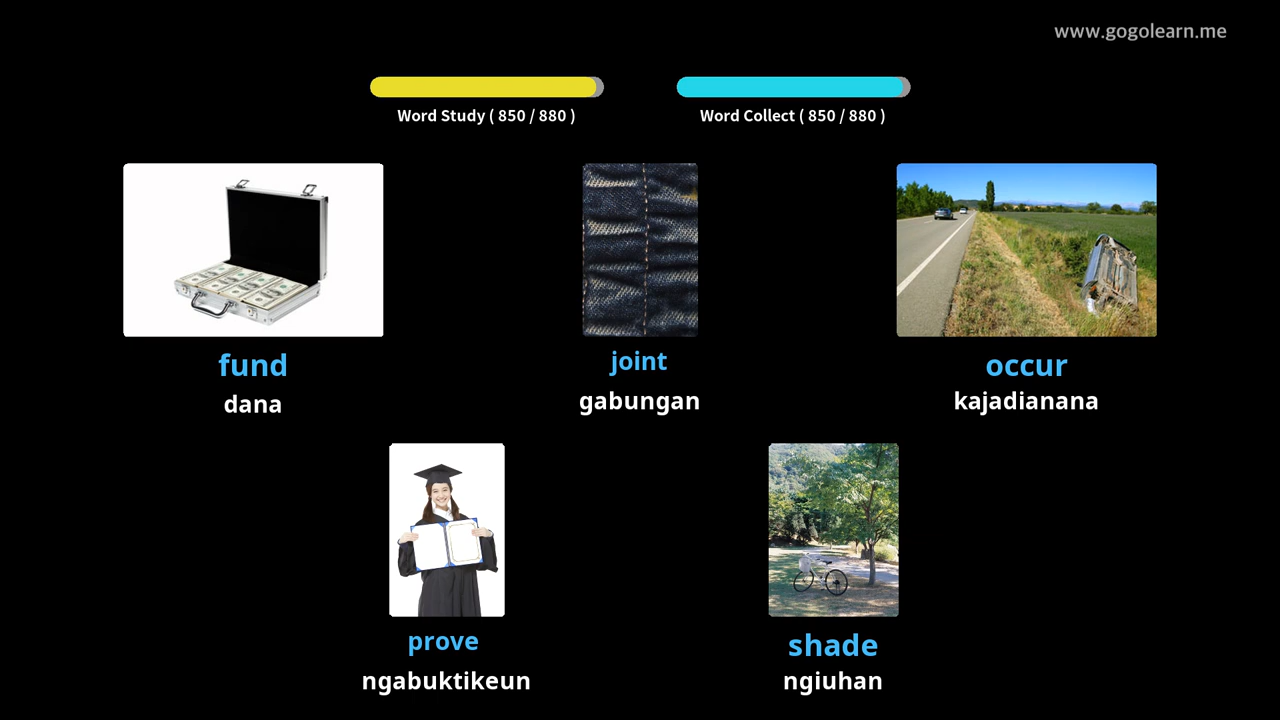 www.gogolearn.me
Word Study ( 850 / 880 )
Word Collect ( 850 / 880 )
fund
dana
joint
gabungan
occur
kajadianana
prove
ngabuktikeun
shade
ngiuhan